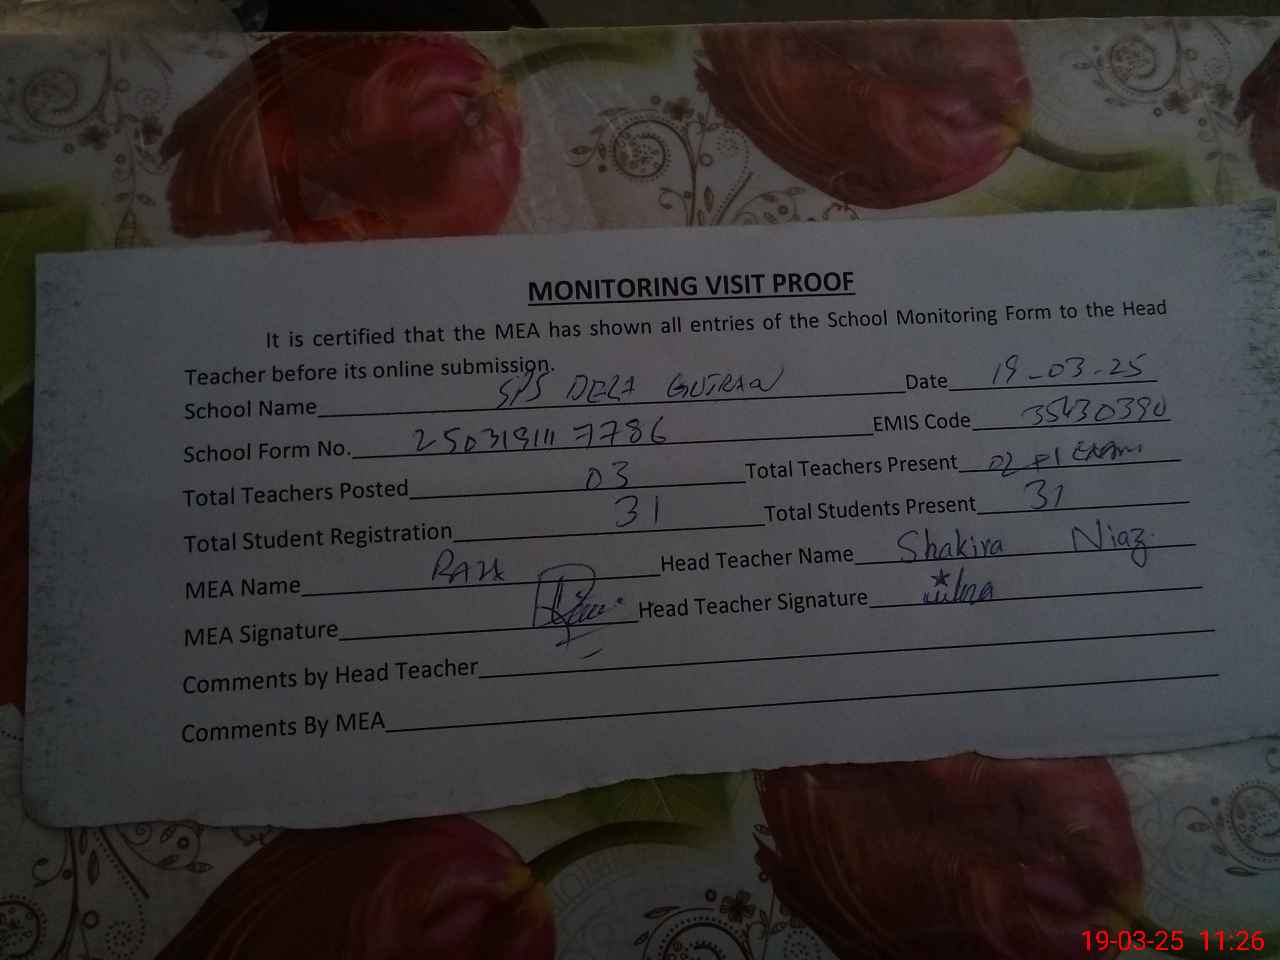 MONITORING VISIT PROOF
It is certified that the MEA has shown all entries of the School Monitoring Form to the Head
Teacher before its online submission.
School Name SPS DERA GUJRAN Date 19-03-25
School Form No. 250319111 7786 EMIS Code 35430390
Total Teachers Posted 03 Total Teachers Present 02 +1 Exam
Total Student Registration 31 Total Students Present 31
MEA Name Head Teacher Name Shakira Niaz
MEA Signature Head Teacher Signature
Comments by Head Teacher
Comments By MEA
19-03-25 11:26